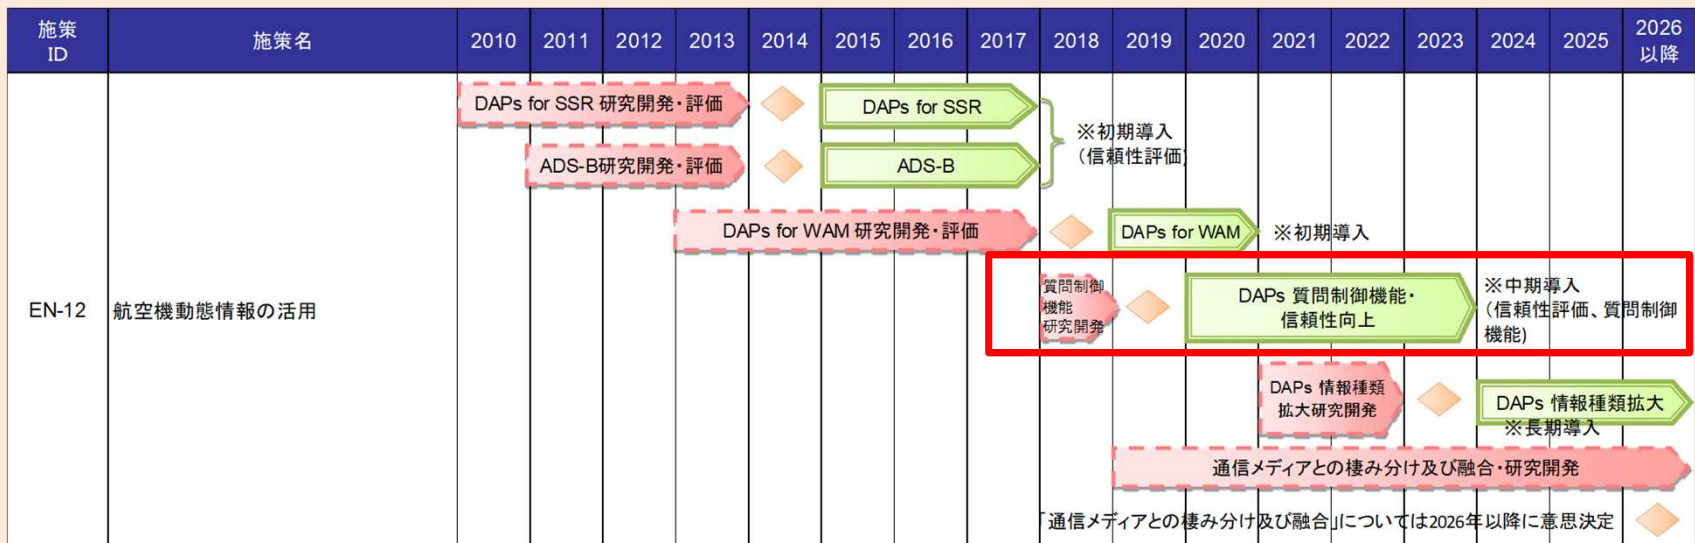 施策
ID
施策名
2010
2011
2012
2013
2014
2015
2016
2017
2018
2019
2020
2021
2022
2023
2024
2025
2026
以降
EN-12
航空機動態情報の活用
DAPs for SSR 研究開発・評価
DAPs for SSR
ADS-B研究開発・評価
ADS-B
※初期導入
(信頼性評価)
DAPs for WAM 研究開発・評価
DAPs for WAM
※初期導入
質問制御
機能
研究開発
DAPs 質問制御機能・
信頼性向上
※中期導入
(信頼性評価、質問制御
機能)
DAPs 情報種類
拡大研究開発
DAPs 情報種類拡大
※長期導入
通信メディアとの棲み分け及び融合・研究開発
「通信メディアとの棲み分け及び融合」については2026年以降に意思決定